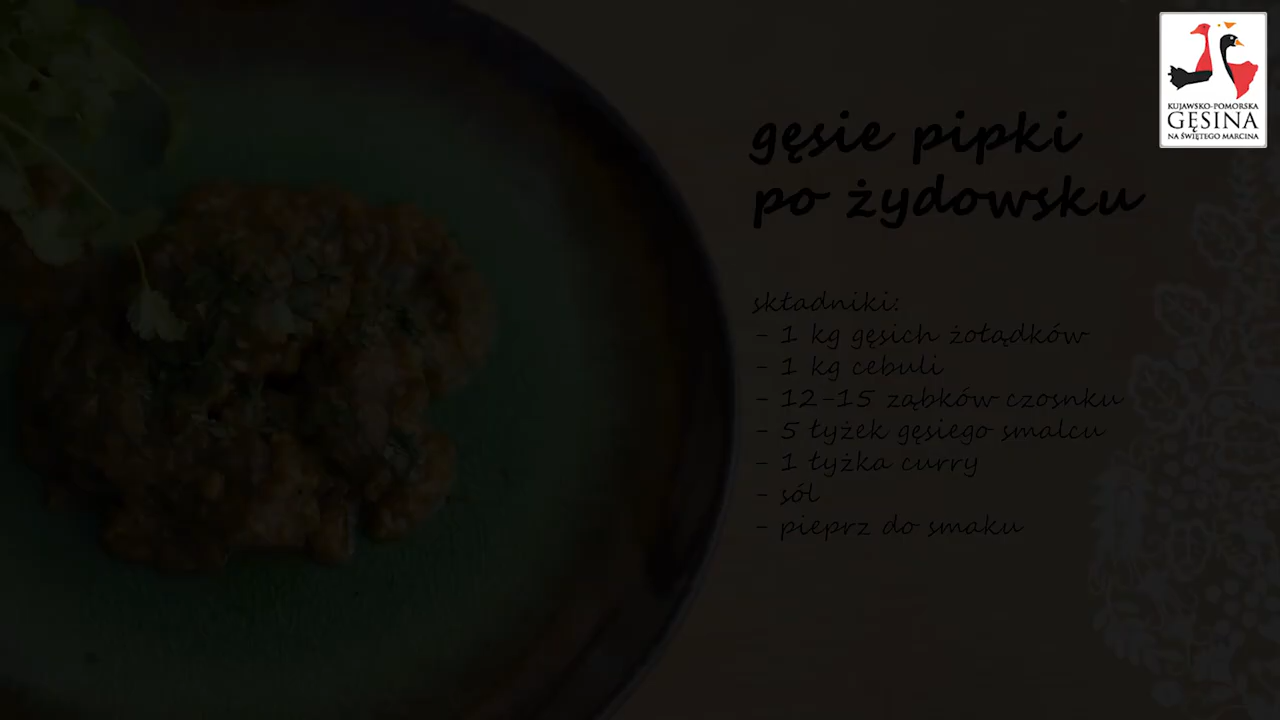 KUJAWSKO-POMORSKA
GĘSINA
NA ŚWIĘTEGO MARCINA
gęsie pipki
po żydowsku
składniki:
- 1 kg gęsich żołądków
- 1 kg cebuli
- 12-15 ząbków czosnku
- 5 łyżek gęsiego smalcu
- 1 łyżka curry
- sól
- pieprz do smaku